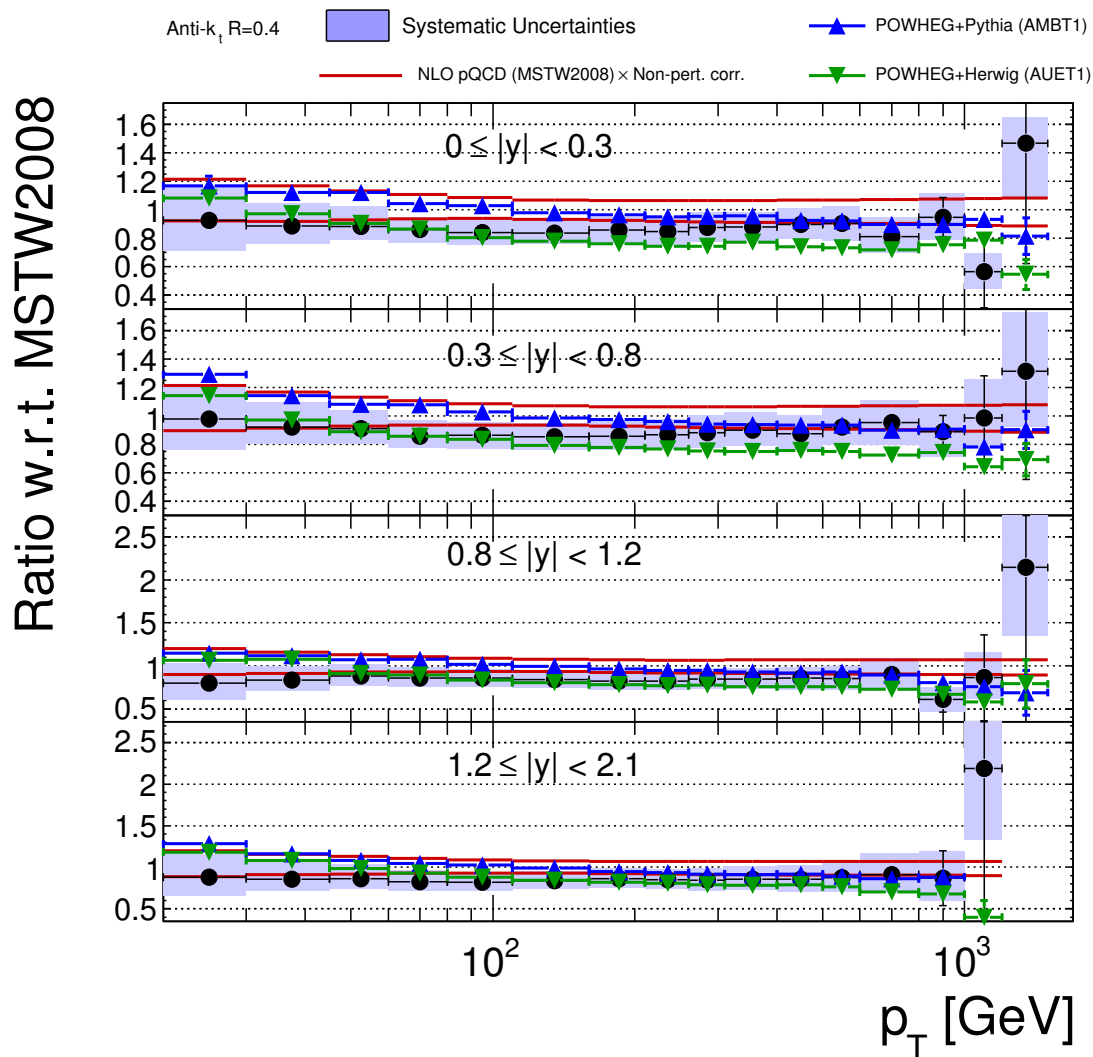 Anti-k_t R=0.4
Systematic Uncertainties
POWHEG+Pythia (AMBT1)
NLO pQCD (MSTW2008) × Non-pert. corr.
POWHEG+Herwig (AUET1)
Ratio w.r.t. MSTW2008
0 ≤ |y| < 0.3
1.6
1.4
1.2
1
0.8
0.6
0.4
0.3 ≤ |y| < 0.8
1.6
1.4
1.2
1
0.8
0.6
0.4
0.8 ≤ |y| < 1.2
2.5
2
1.5
1
0.5
1.2 ≤ |y| < 2.1
2.5
2
1.5
1
0.5
10^2 10^3
p_T [GeV]